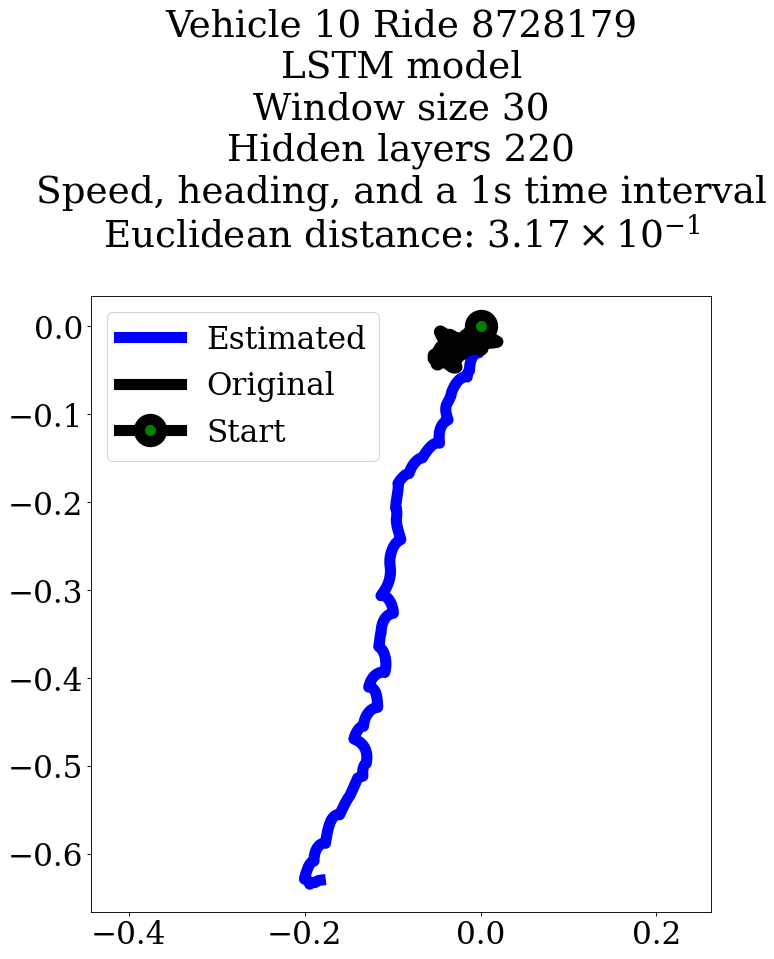 Vehicle 10 Ride 8728179
LSTM model
Window size 30
Hidden layers 220
Speed, heading, and a 1s time interval
Euclidean distance: 3.17 × 10⁻¹
Estimated
Original
Start
0.0
−0.1
−0.2
−0.3
−0.4
−0.5
−0.6
−0.4 −0.2 0.0 0.2